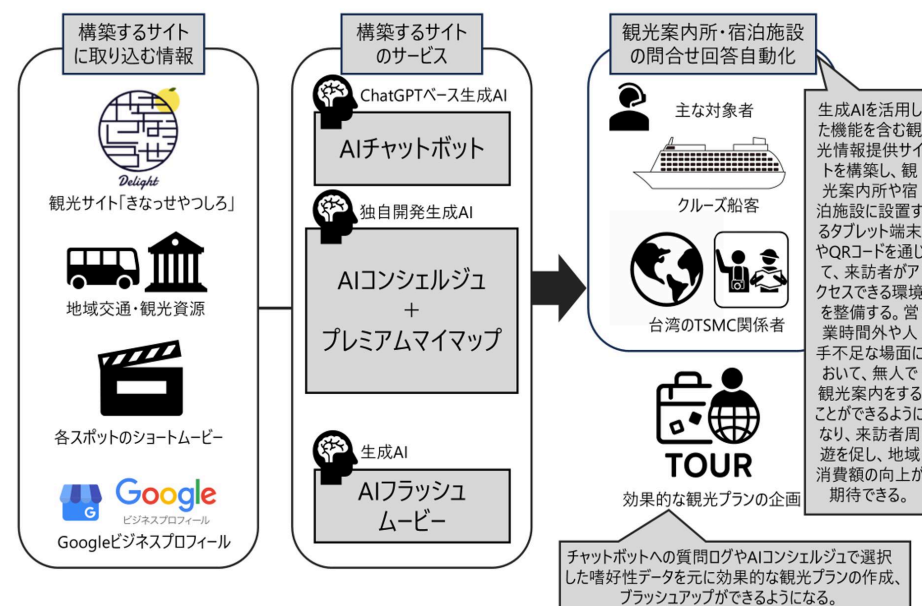 構築するサイト
に取り込む情報
Delight
観光サイト「きなっせやつしろ」
地域交通・観光資源
各スポットのショートムービー
Google
ビジネスプロフィール
G
Googleビジネスプロフィール
構築するサイト
のサービス
ChatGPTベース生成AI
AIチャットボット
独自開発生成AI
AIコンシェルジュ
+
プレミアムマイマップ
生成AI
AIフラッシュ
ムービー
観光案内所・宿泊施設
の問合せ回答自動化
主な対象者
クルーズ船客
台湾のTSMC関係者
TOUR
効果的な観光プランの企画
生成AIを活用し
た機能を含む観
光情報提供サイ
トを構築し、観
光案内所や宿
泊施設に設置す
るタブレット端末
やQRコードを通じ
て、来訪者がア
クセスできる環境
を整備する。営
業時間外や人
手不足な場面に
おいて、無人で
観光案内をする
ことができるように
なり、来訪者周
遊を促し、地域
消費額の向上が
期待できる。
チャットボットへの質問ログやAIコンシェルジュで選択
した嗜好性データを元に効果的な観光プランの作成、
ブラッシュアップができるようになる。